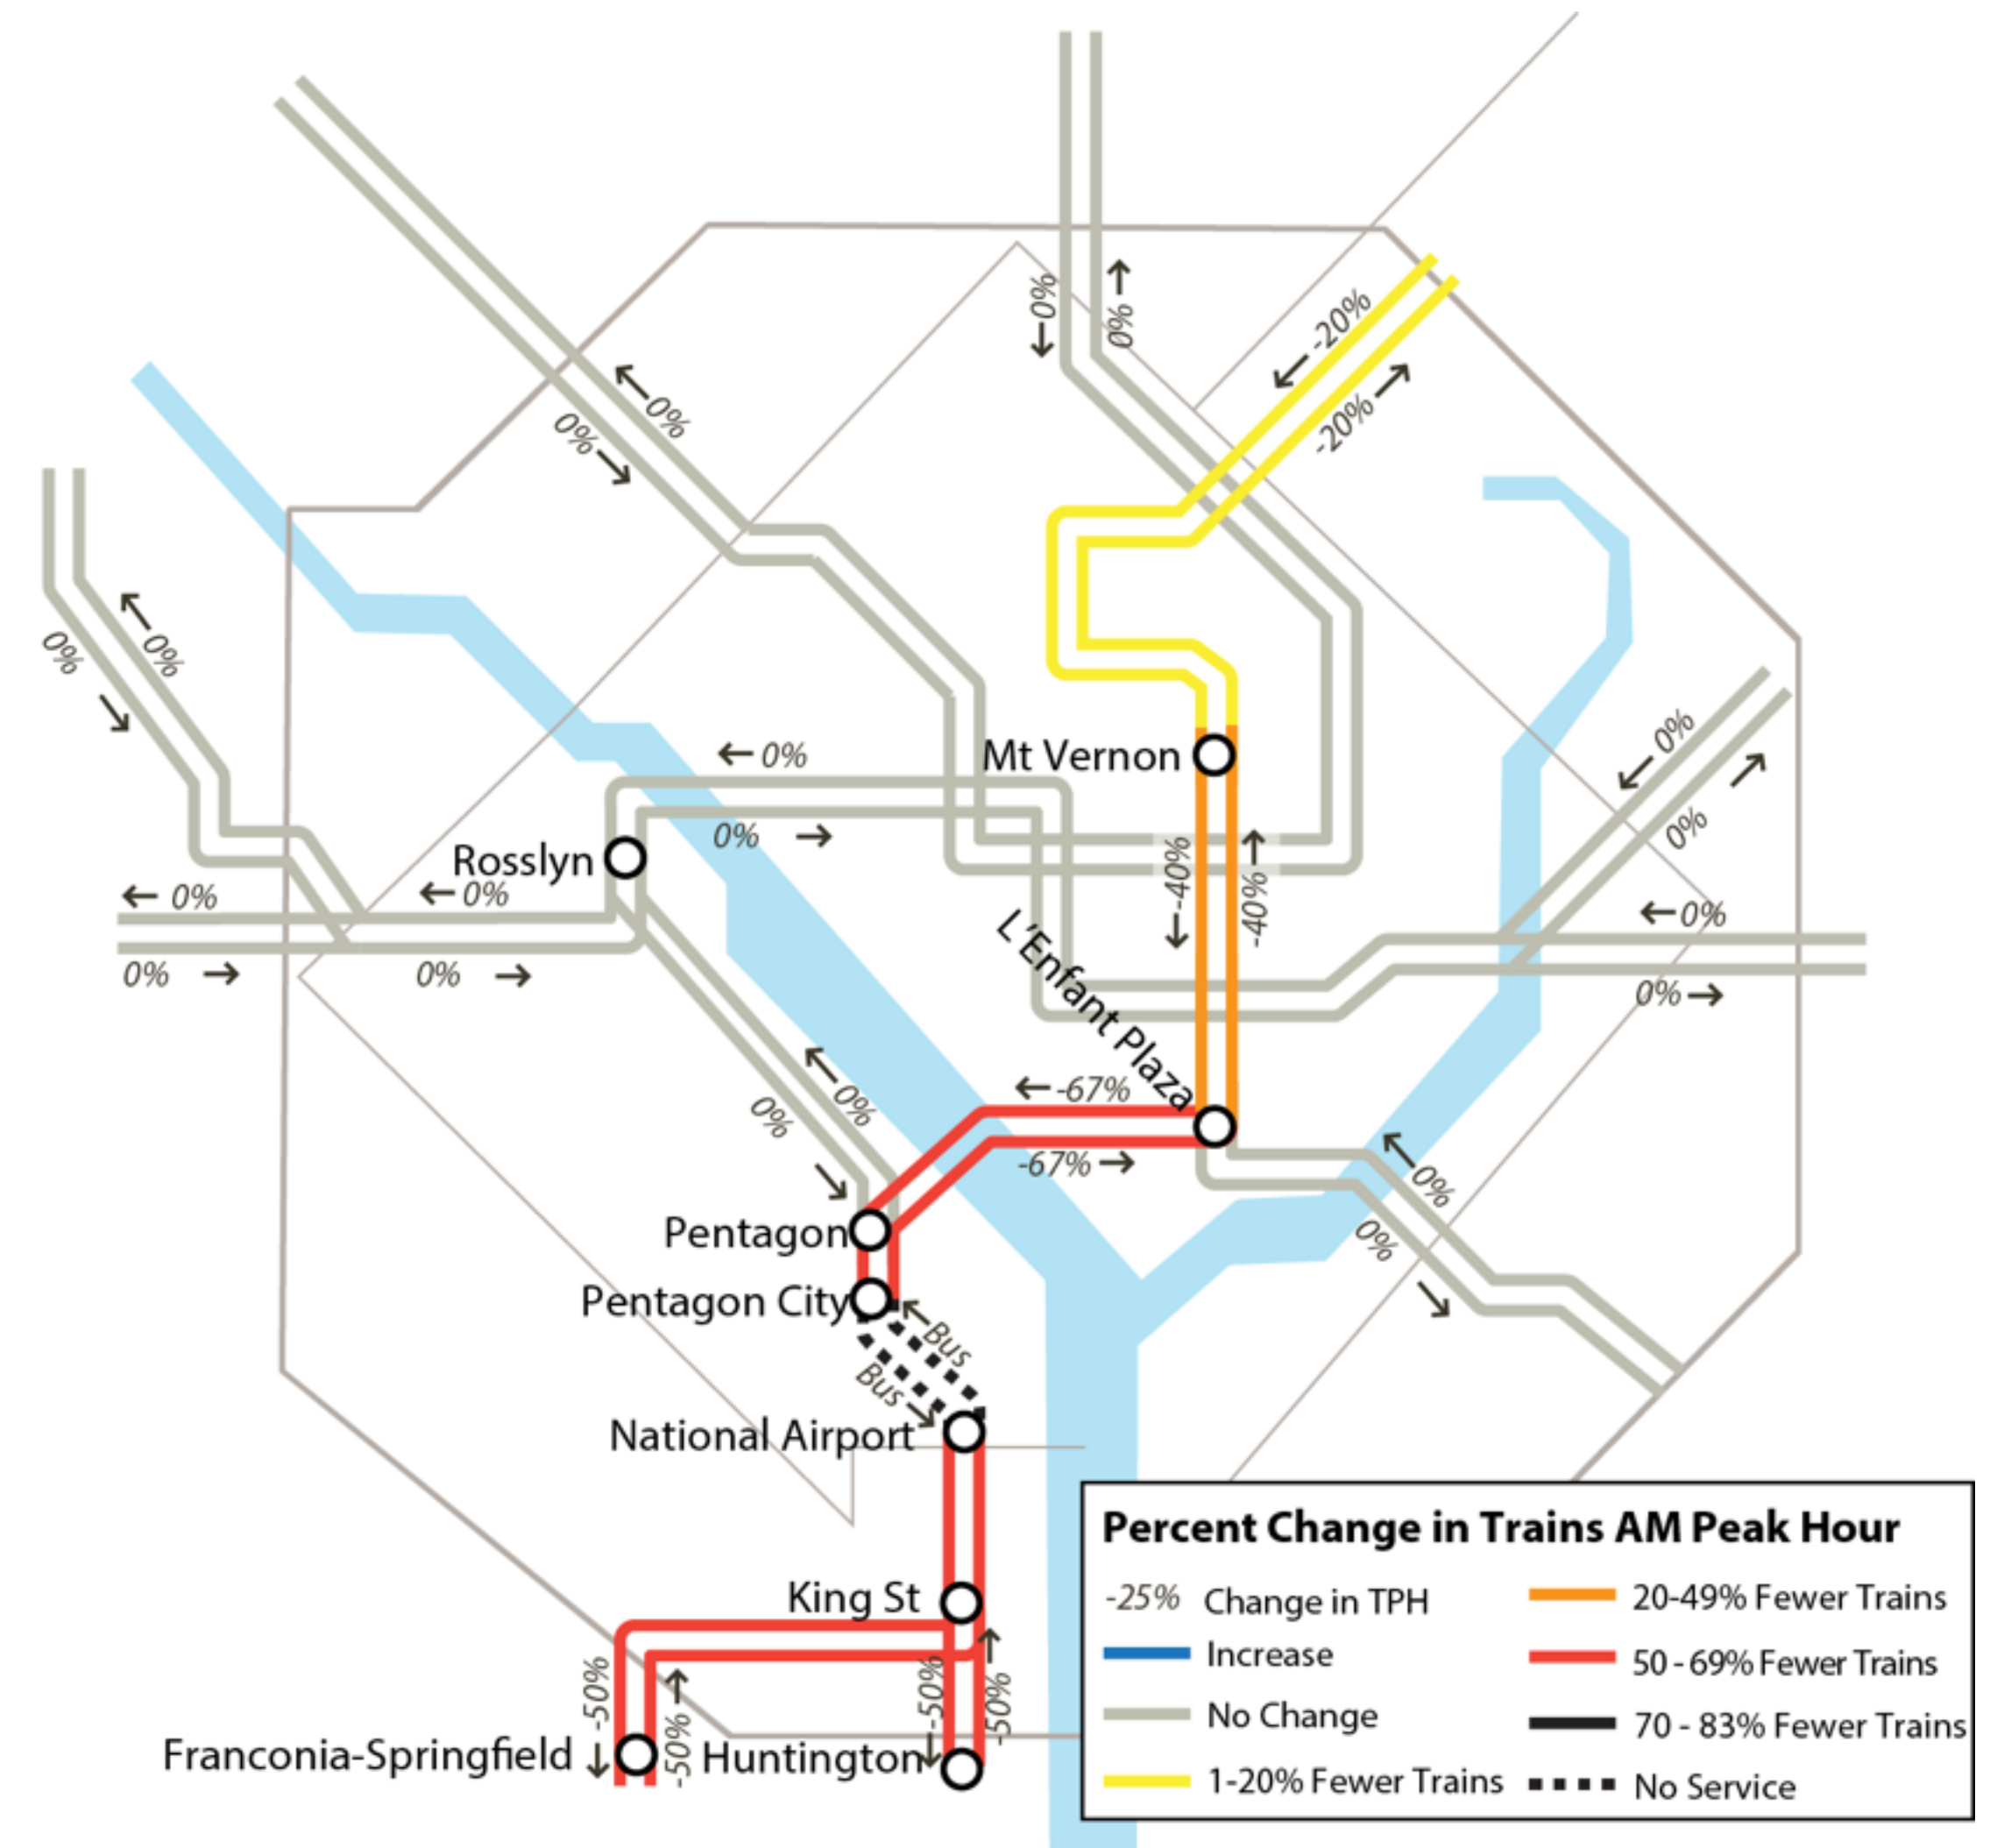 ←0%
0%→
←-20%
-20%→
←0%
0%→
←0%
0%→
Mt Vernon
←0%
0%→
←0%
0%→
Rosslyn
←-40%
-40%→
←0%
←0%
0%→
0%→
←0%
0%→
L'Enfant Plaza
←0%
0%→
←-67%
-67%→
←0%
0%→
Pentagon
Pentagon City
←Bus
Bus→
National Airport
King St
←-50%
-50%→
←-50%
-50%→
Franconia-Springfield
Huntington
Percent Change in Trains AM Peak Hour
-25% Change in TPH
Increase
No Change
1-20% Fewer Trains
20-49% Fewer Trains
50 - 69% Fewer Trains
70 - 83% Fewer Trains
No Service